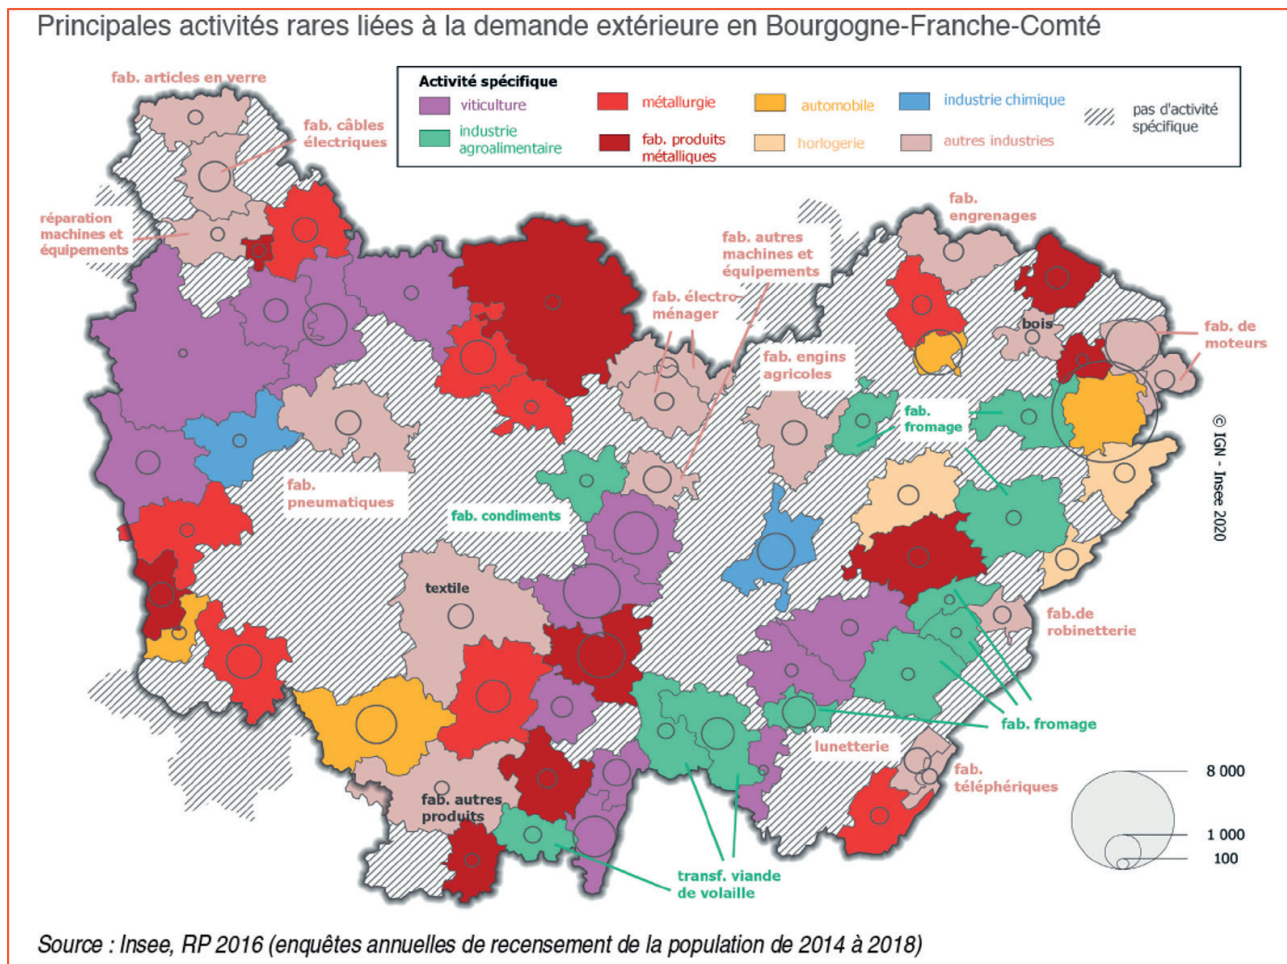 Principales activités rares liées à la demande extérieure en Bourgogne-Franche-Comté
Activité spécifique
viticulture
métallurgie
automobile
industrie chimique
pas d'activité
spécifique
industrie
agroalimentaire
fab. produits
métalliques
horlogerie
autres industries
fab. articles en verre
fab. câbles
électriques
réparation
machines et
équipements
fab. autres
machines et
équipements
fab.
engrenages
fab. électro-
ménager
bois
fab. de
moteurs
fab. engins
agricoles
fab.
fromage
fab.
pneumatiques
fab. condiments
textile
fab.de
robinetterie
fab. fromage
lunetterie
fab.
téléphériques
fab. autres
produits
transf. viande
de volaille
8 000
1 000
100
© IGN - Insee 2020
Source : Insee, RP 2016 (enquêtes annuelles de recensement de la population de 2014 à 2018)